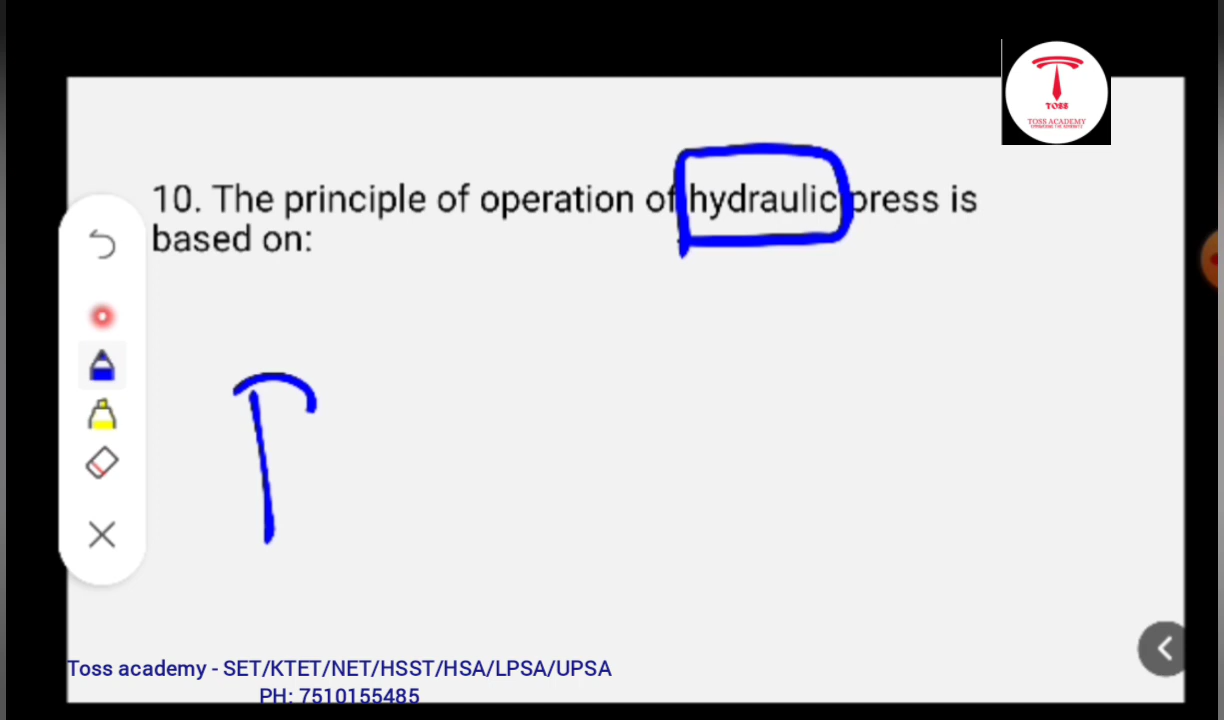 TOSS
TOSS ACADEMY
10. The principle of operation of hydraulic press is
based on:
Toss academy - SET/KTET/NET/HSST/HSA/LPSA/UPSA
PH: 7510155485